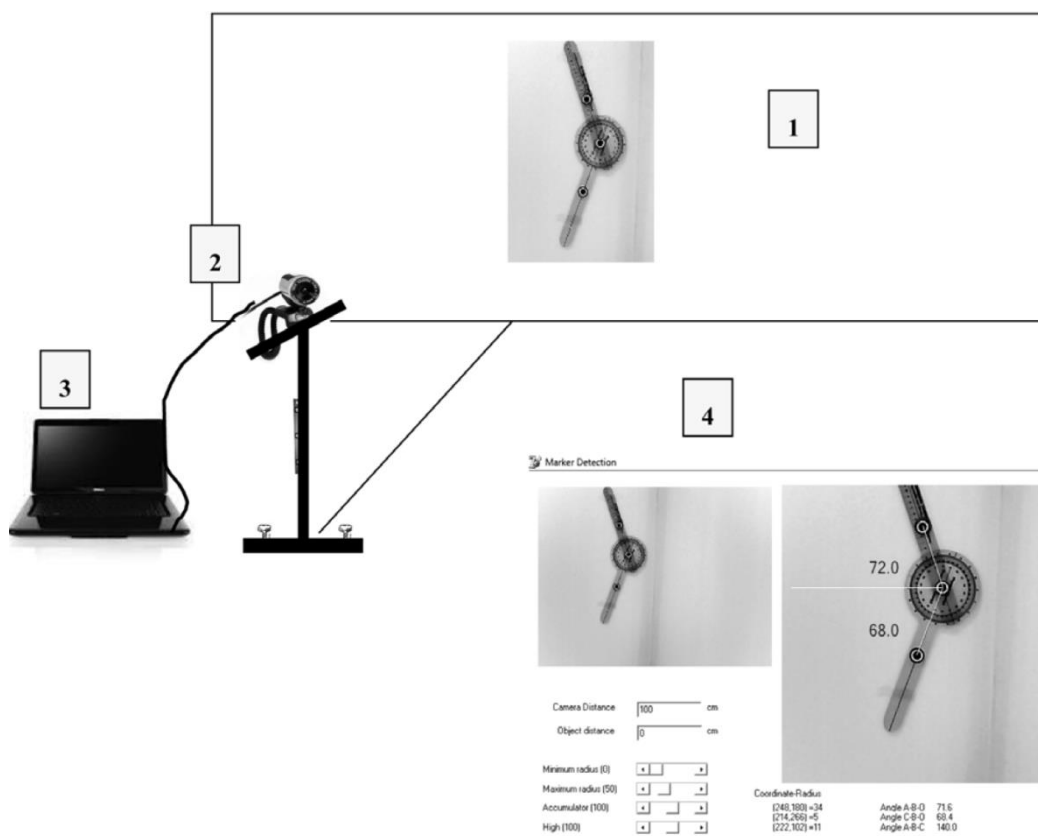 1
2
3
4
Marker Detection
72.0
68.0
Camera Distance 100 cm
Object distance 0 cm
Minimum radius (0)
Maximum radius (50)
Accumulator (100)
High (100)
Coordinate-Radius
(248,180) =34 Angle A-B-O 71.6
(214,266) =5 Angle C-B-O 68.4
(222,102) =11 Angle A-B-C 140.0